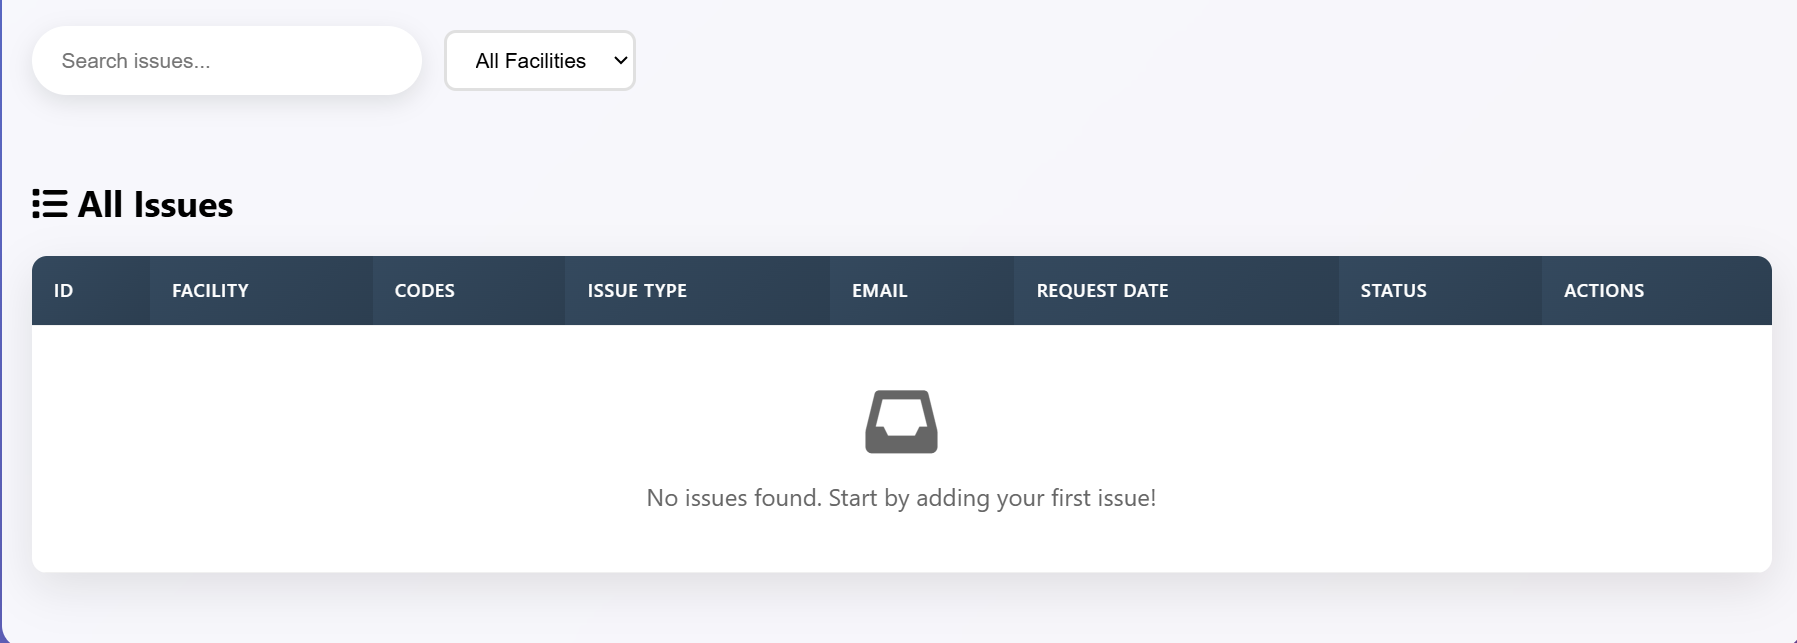 Search issues...
All Facilities
All Issues
ID FACILITY CODES ISSUE TYPE EMAIL REQUEST DATE STATUS ACTIONS
No issues found. Start by adding your first issue!